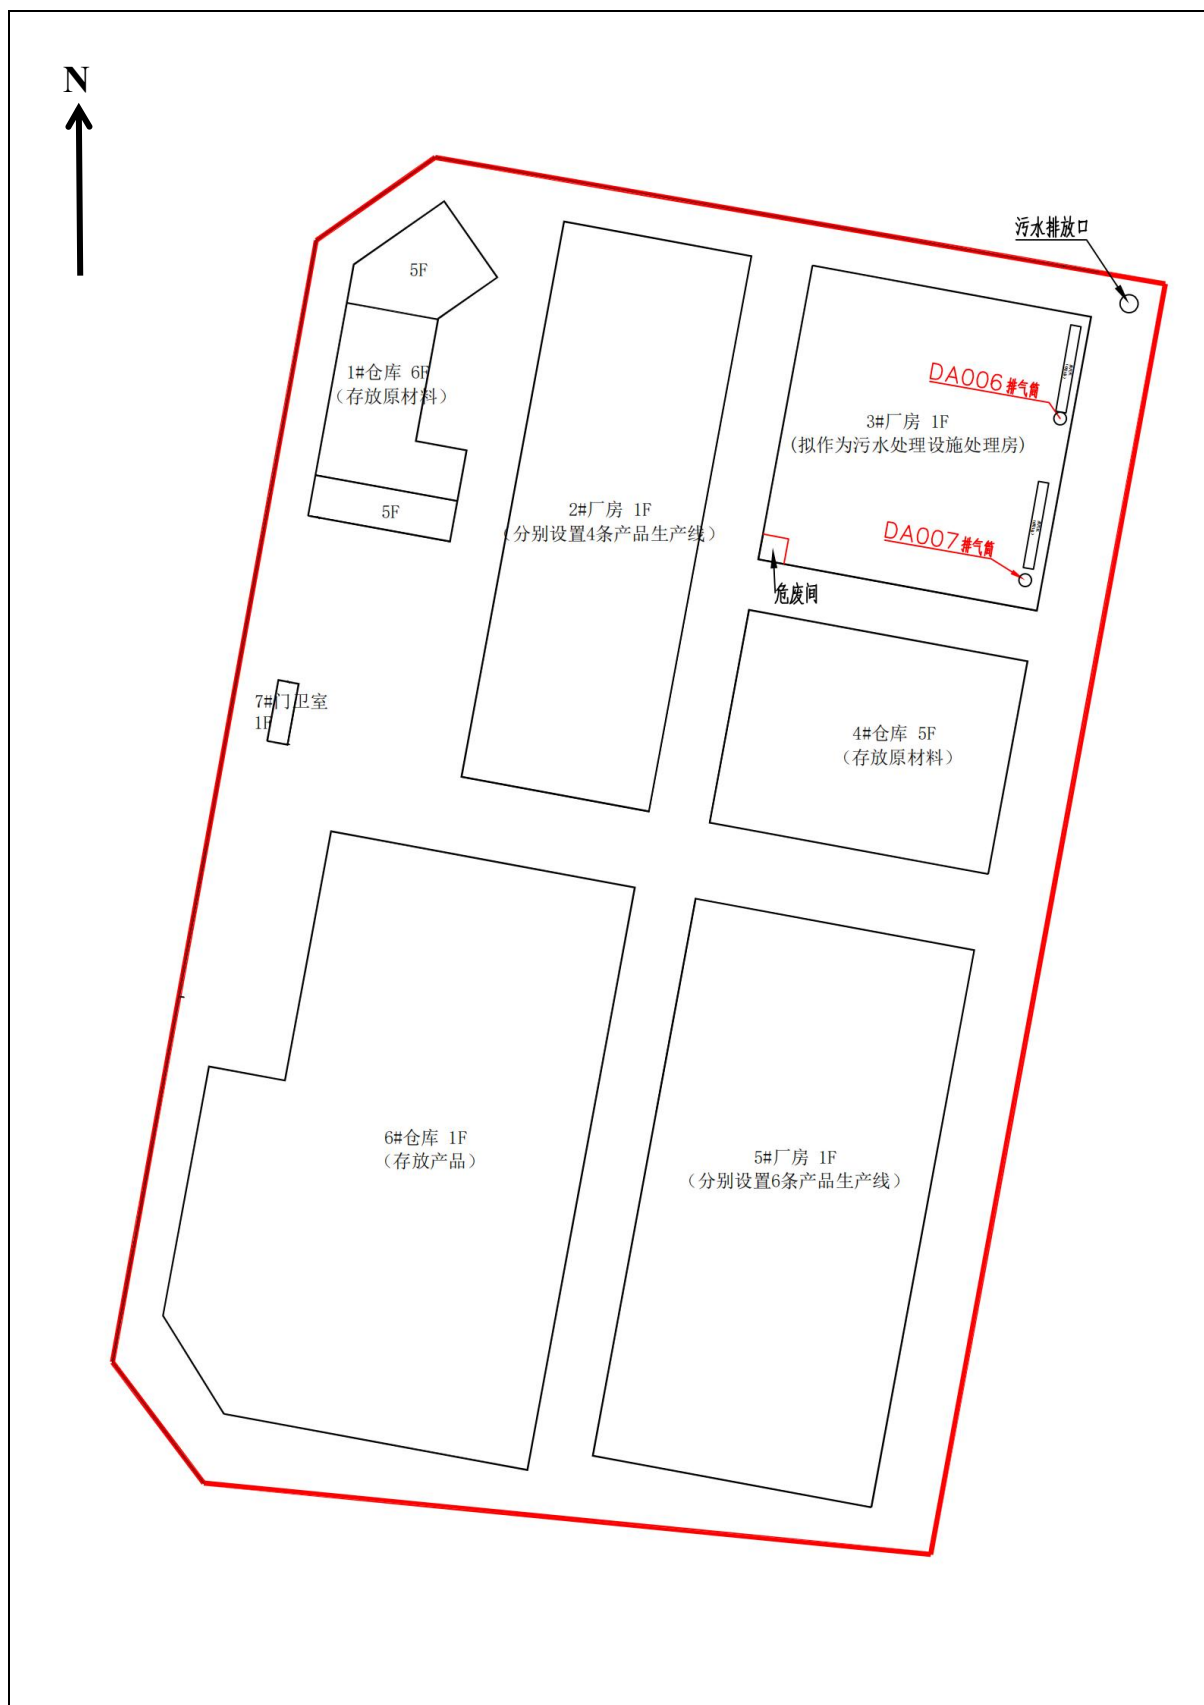 N
污水排放口
5F
1#仓库 6F
（存放原材料）
5F
DA006排气筒
3#厂房 1F
(拟作为污水处理设施处理房)
2#厂房 1F
（分别设置4条产品生产线）
DA007排气筒
危废间
7#门卫室
1F
4#仓库 5F
（存放原材料）
6#仓库 1F
（存放产品）
5#厂房 1F
（分别设置6条产品生产线）